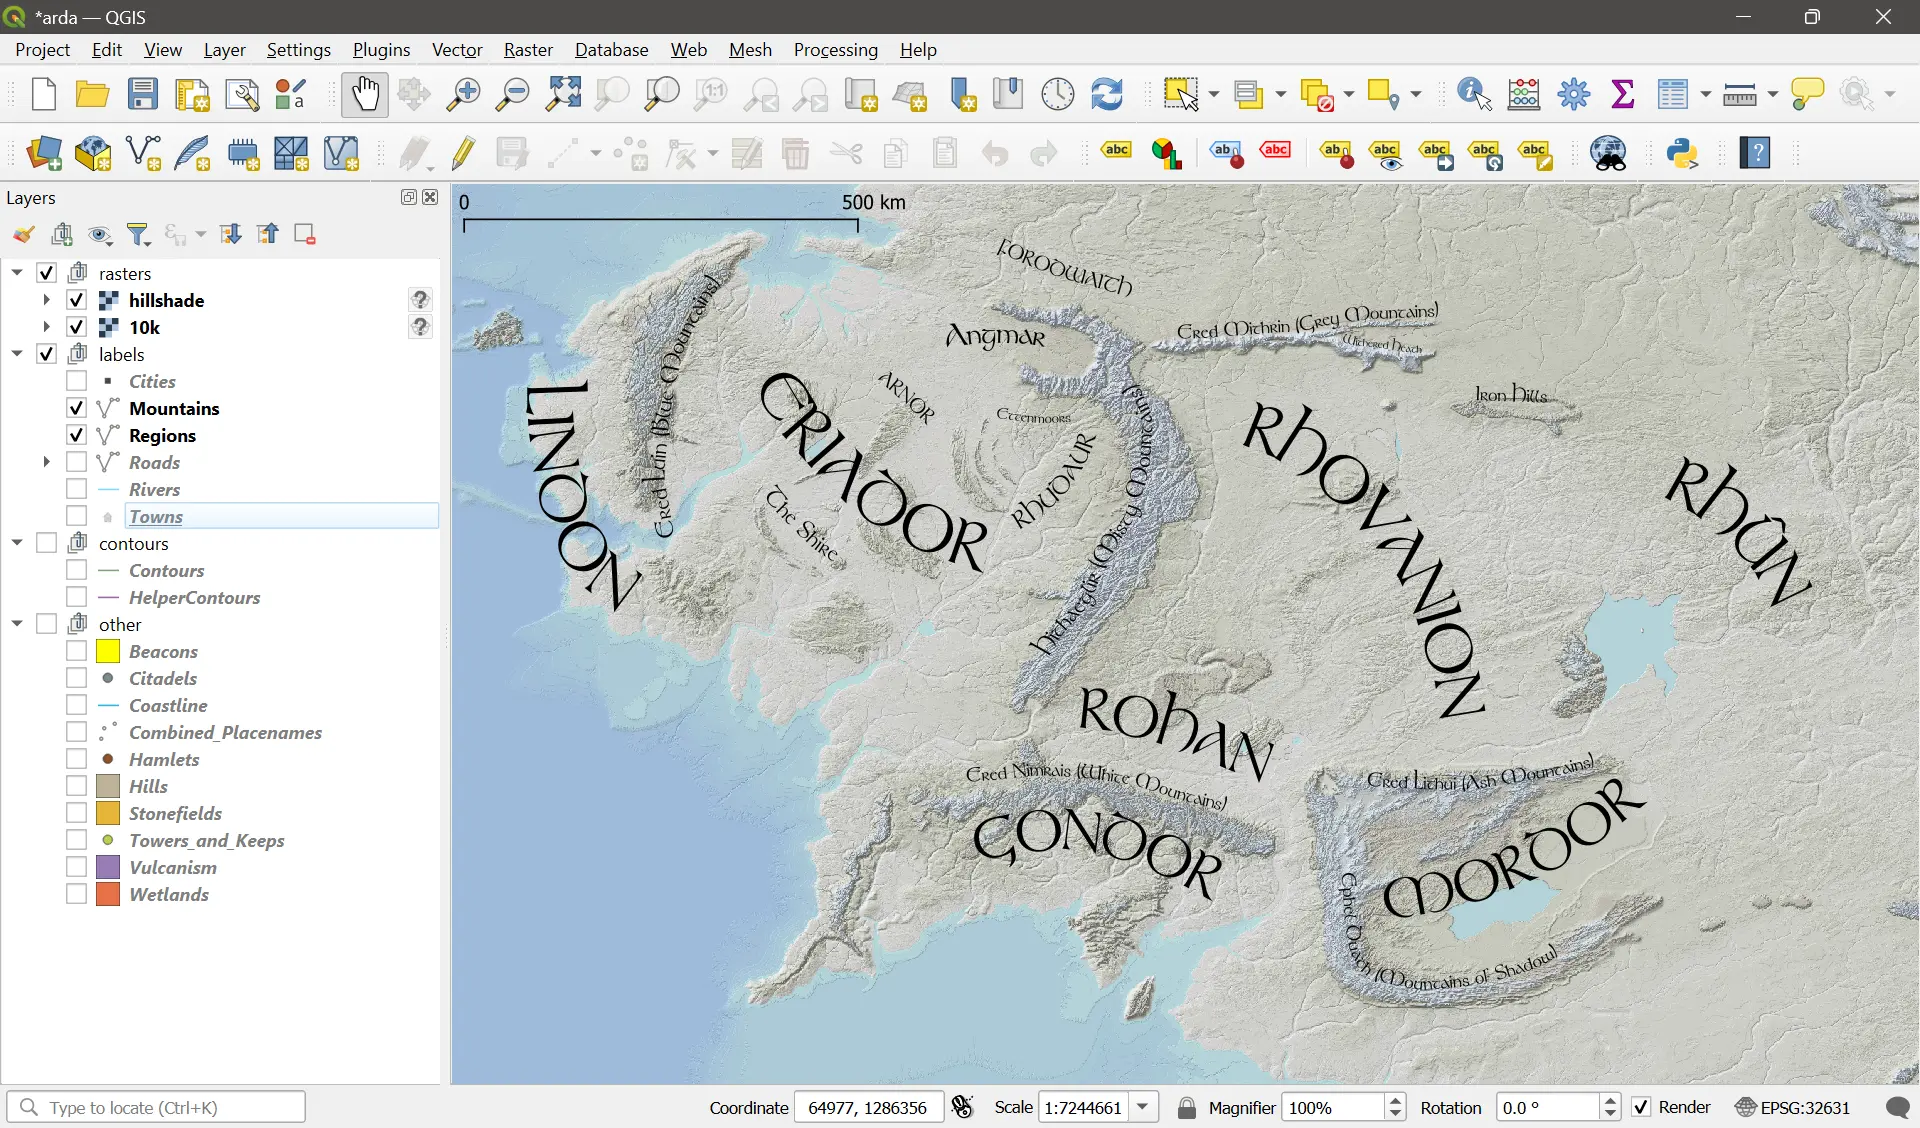 *arda — QGIS
Project Edit View Layer Settings Plugins Vector Raster Database Web Mesh Processing Help
Layers
rasters
hillshade
10k
labels
Cities
Mountains
Regions
Roads
Rivers
Towns
contours
Contours
HelperContours
other
Beacons
Citadels
Coastline
Combined_Placenames
Hamlets
Hills
Stonefields
Towers_and_Keeps
Vulcanism
Wetlands
0 500 km
FORODWAITH
Angmar
Ered Mithrin (Grey Mountains)
Withered Heath
Iron Hills
Ered Luin (Blue Mountains)
LINDON
ERIADOR
ARNOR
Ettenmoors
RHUDAUR
The Shire
Hithaeglir (Misty Mountains)
RHOVANION
RHÛN
ROHAN
Ered Nimrais (White Mountains)
GONDOR
Ered Lithui (Ash Mountains)
MORDOR
Ephel Duath (Mountains of Shadow)
Type to locate (Ctrl+K)
Coordinate 64977, 1286356 Scale 1:7244661 Magnifier 100% Rotation 0.0 ° Render EPSG:32631